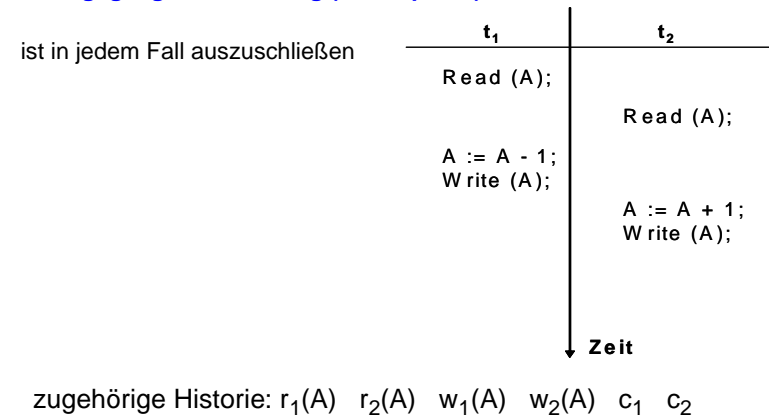 ist in jedem Fall auszuschließen
t1 t2
Read (A);
Read (A);
A := A - 1;
Write (A);
A := A + 1;
Write (A);
Zeit
zugehörige Historie: r1(A) r2(A) w1(A) w2(A) c1 c2